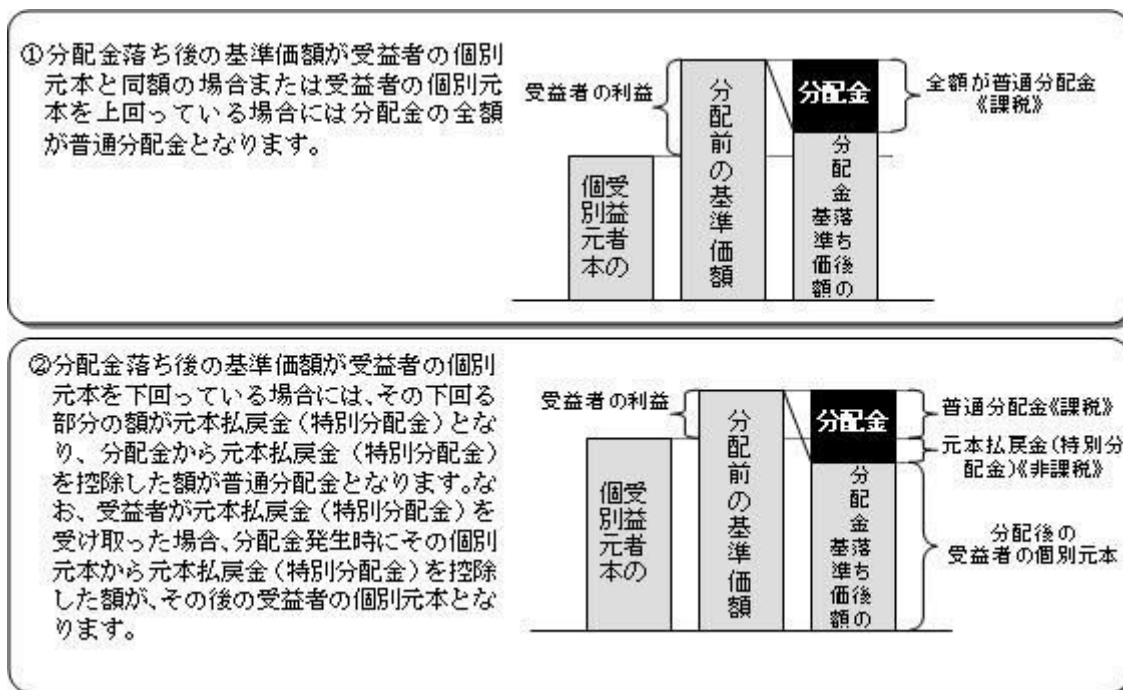 ①分配金落ち後の基準価額が受益者の個別
元本と同額の場合または受益者の個別元
本を上回っている場合には分配金の全額
が普通分配金となります。
受益者の利益
受益者の
個別元本
分配前の基準価額
分配金
分配金落ち後の
基準価額
全額が普通分配金
《課税》
②分配金落ち後の基準価額が受益者の個別
元本を下回っている場合には、その下回る
部分の額が元本払戻金(特別分配金)とな
り、分配金から元本払戻金(特別分配金)
を控除した額が普通分配金となります。な
お、受益者が元本払戻金(特別分配金)を
受け取った場合、分配金発生時にその個別
元本から元本払戻金(特別分配金)を控除
した額が、その後の受益者の個別元本とな
ります。
受益者の利益
受益者の
個別元本
分配前の基準価額
分配金
分配金落ち後の
基準価額
普通分配金《課税》
元本払戻金(特別分
配金)《非課税》
分配後の
受益者の個別元本